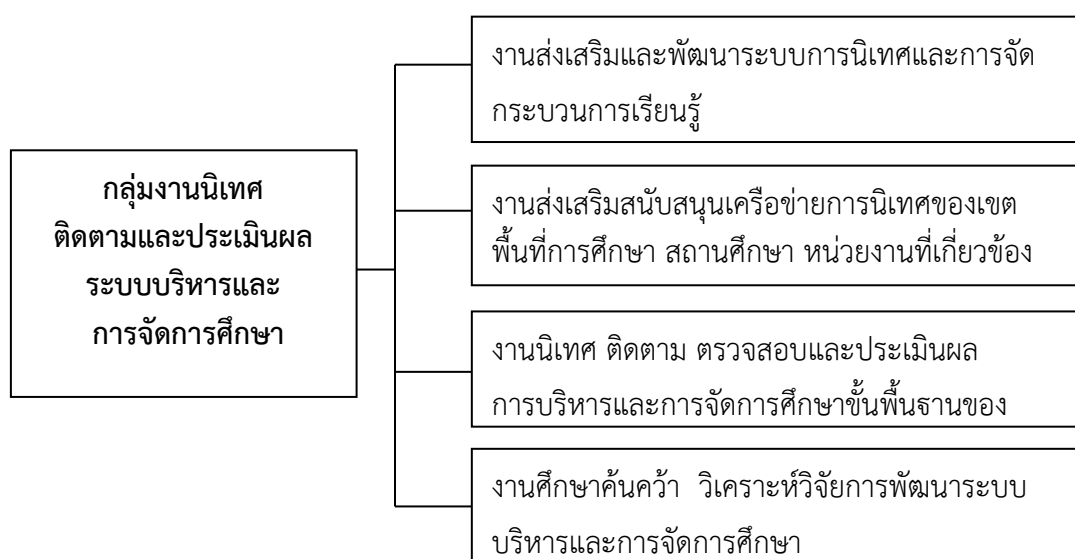 กลุ่มงานนิเทศ
ติดตามและประเมินผล
ระบบบริหารและ
การจัดการศึกษา
งานส่งเสริมและพัฒนาระบบการนิเทศและการจัด
กระบวนการเรียนรู้
งานส่งเสริมสนับสนุนเครือข่ายการนิเทศของเขต
พื้นที่การศึกษา สถานศึกษา หน่วยงานที่เกี่ยวข้อง
งานนิเทศ ติดตาม ตรวจสอบและประเมินผล
การบริหารและการจัดการศึกษาขั้นพื้นฐานของ
งานศึกษาค้นคว้า วิเคราะห์วิจัยการพัฒนาระบบ
บริหารและการจัดการศึกษา